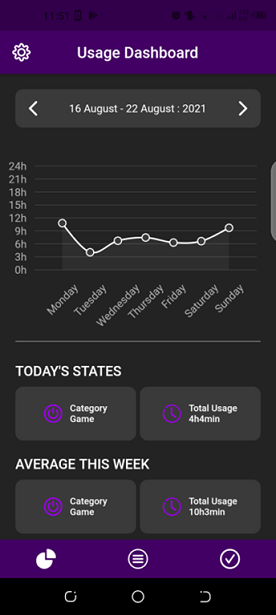 11:51
Usage Dashboard
16 August - 22 August : 2021
24h
21h
18h
15h
12h
9h
6h
3h
0h
Monday
Tuesday
Wednesday
Thursday
Friday
Saturday
Sunday
TODAY'S STATES
Category
Game
Total Usage
4h4min
AVERAGE THIS WEEK
Category
Game
Total Usage
10h3min